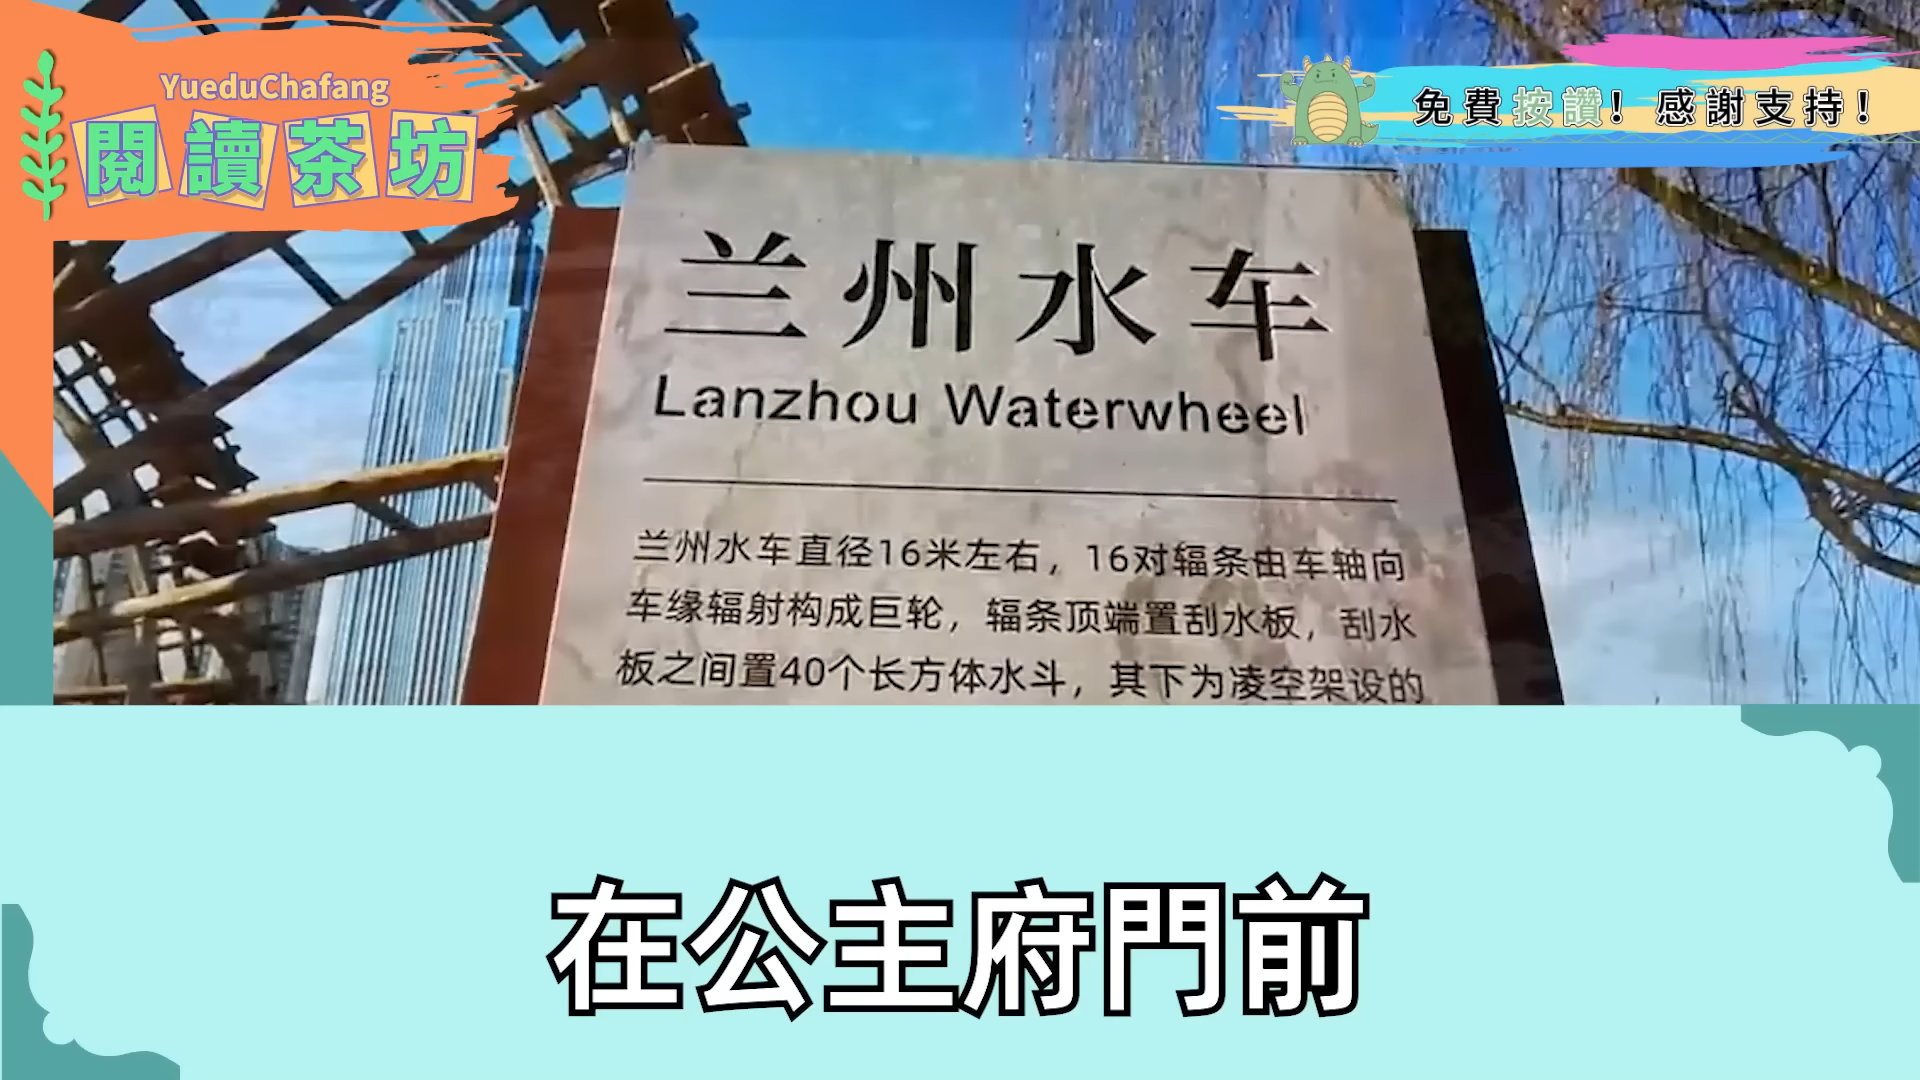 YueduChafang
閱讀茶坊
免費按讚！感謝支持！
兰州水车
Lanzhou Waterwheel
兰州水车直径16米左右，16对辐条由车轴向
车缘辐射构成巨轮，辐条顶端置刮水板，刮水
板之间置40个长方体水斗，其下为凌空架设的
在公主府門前